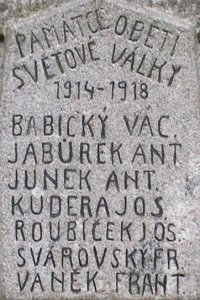 PAMÁTCE OBETÍ
SVĚTOVÉ VÁLKY
1914-1918
BABICKÝ VÁC.
JABŮREK ANT.
JUNEK ANT.
KUDERA JOS.
ROUBÍČEK JOS.
SVÁROVSKÝ FR.
VANĚK FRANT.